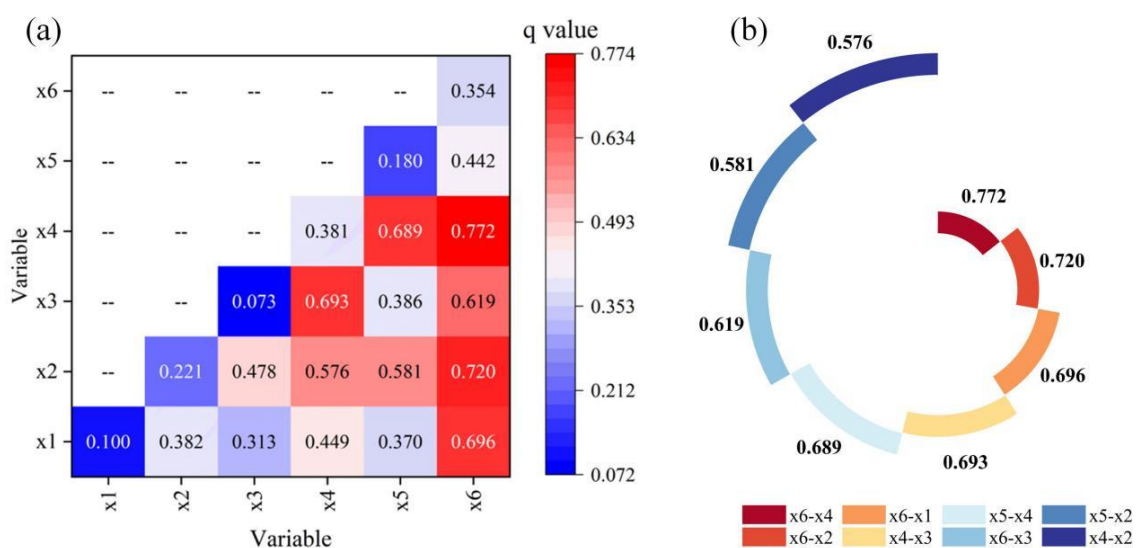 (a)
q value
Variable
x6 -- -- -- -- -- 0.354
x5 -- -- -- -- 0.180 0.442
x4 -- -- -- 0.381 0.689 0.772
x3 -- -- 0.073 0.693 0.386 0.619
x2 -- 0.221 0.478 0.576 0.581 0.720
x1 0.100 0.382 0.313 0.449 0.370 0.696
x1 x2 x3 x4 x5 x6
Variable
0.774
0.634
0.493
0.353
0.212
0.072
(b)
0.576
0.581
0.772
0.720
0.619
0.696
0.689
0.693
x6-x4 x6-x1 x5-x4 x5-x2
x6-x2 x4-x3 x6-x3 x4-x2